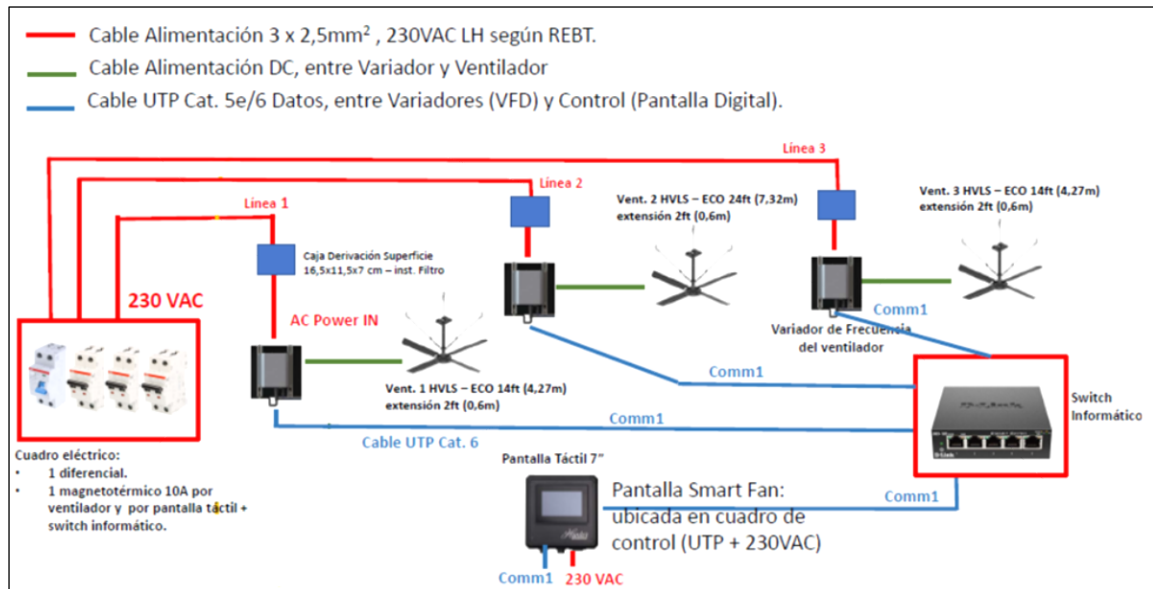 Cable Alimentación 3 x 2,5mm² , 230VAC LH según REBT.
Cable Alimentación DC, entre Variador y Ventilador
Cable UTP Cat. 5e/6 Datos, entre Variadores (VFD) y Control (Pantalla Digital).
Línea 3
Línea 2
Línea 1
Vent. 2 HVLS – ECO 24ft (7,32m)
extensión 2ft (0,6m)
Vent. 3 HVLS – ECO 14ft (4,27m)
extensión 2ft (0,6m)
Caja Derivación Superficie
16,5x11,5x7 cm – inst. Filtro
230 VAC
AC Power IN
Comm1
Variador de Frecuencia
del ventilador
Vent. 1 HVLS – ECO 14ft (4,27m)
extensión 2ft (0,6m)
Comm1
Comm1
Switch
Informático
D-Link
Cable UTP Cat. 6
Cuadro eléctrico:
• 1 diferencial.
• 1 magnetotérmico 10A por
ventilador y por pantalla táctil +
switch informático.
Pantalla Táctil 7”
Pantalla Smart Fan:
ubicada en cuadro de
control (UTP + 230VAC)
Comm1
Comm1
230 VAC